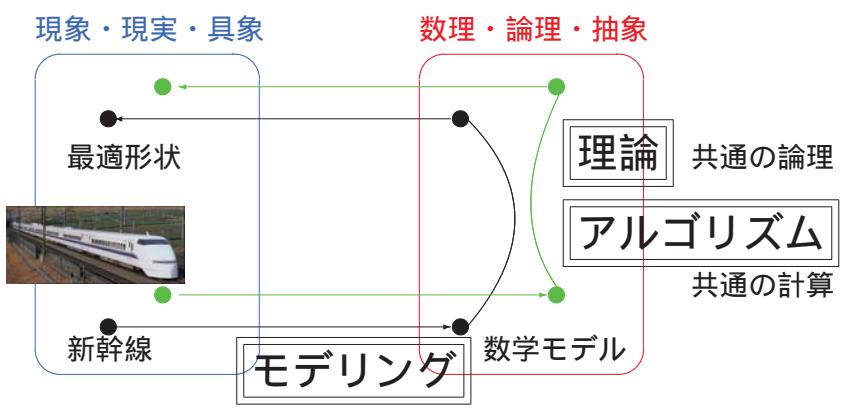 現象・現実・具象
数理・論理・抽象
最適形状
理論
共通の論理
アルゴリズム
共通の計算
新幹線
モデリング
数学モデル